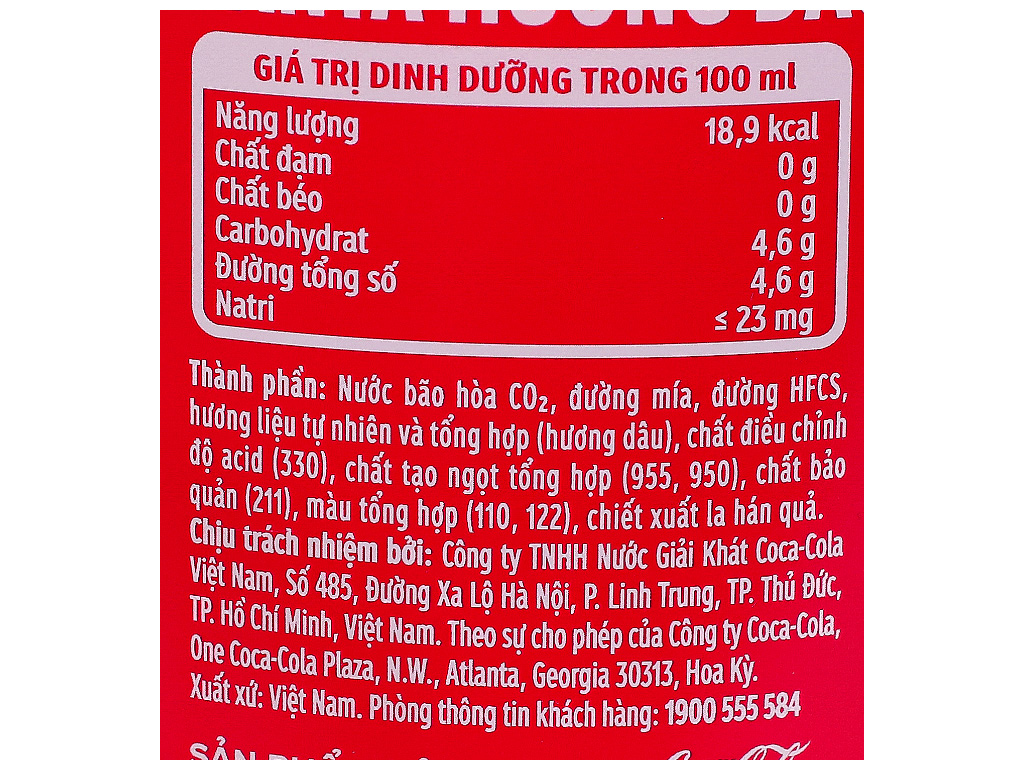 GIÁ TRỊ DINH DƯỠNG TRONG 100 ml
Năng lượng 18,9 kcal
Chất đạm 0 g
Chất béo 0 g
Carbohydrat 4,6 g
Đường tổng số 4,6 g
Natri ≤ 23 mg
Thành phần: Nước bão hòa CO₂, đường mía, đường HFCS,
hương liệu tự nhiên và tổng hợp (hương dâu), chất điều chỉnh
độ acid (330), chất tạo ngọt tổng hợp (955, 950), chất bảo
quản (211), màu tổng hợp (110, 122), chiết xuất la hán quả.
Chịu trách nhiệm bởi: Công ty TNHH Nước Giải Khát Coca-Cola
Việt Nam, Số 485, Đường Xa Lộ Hà Nội, P. Linh Trung, TP. Thủ Đức,
TP. Hồ Chí Minh, Việt Nam. Theo sự cho phép của Công ty Coca-Cola,
One Coca-Cola Plaza, N.W., Atlanta, Georgia 30313, Hoa Kỳ.
Xuất xứ: Việt Nam. Phòng thông tin khách hàng: 1900 555 584
SẢN